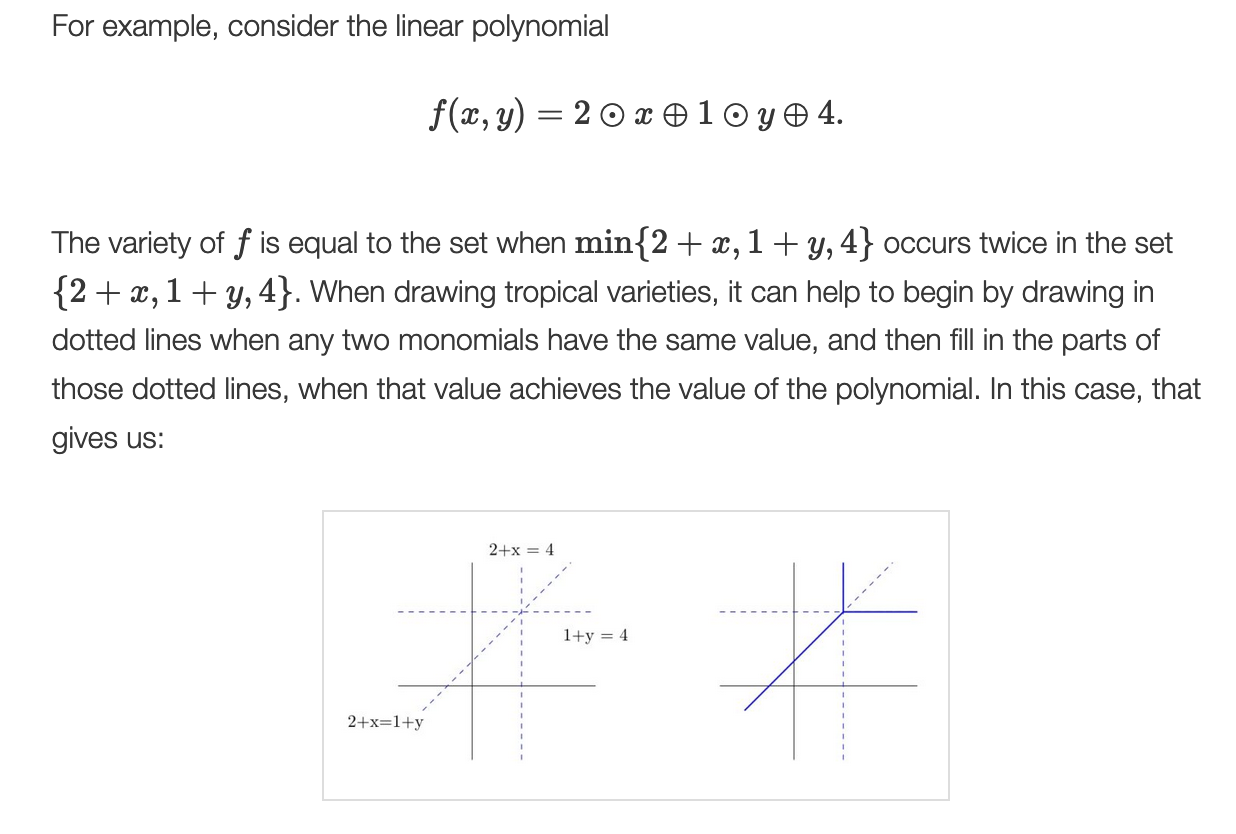 For example, consider the linear polynomial
f(x, y) = 2 ⊙ x ⊕ 1 ⊙ y ⊕ 4.
The variety of f is equal to the set when min{2 + x, 1 + y, 4} occurs twice in the set
{2 + x, 1 + y, 4}. When drawing tropical varieties, it can help to begin by drawing in
dotted lines when any two monomials have the same value, and then fill in the parts of
those dotted lines, when that value achieves the value of the polynomial. In this case, that
gives us:
2+x = 4
1+y = 4
2+x=1+y